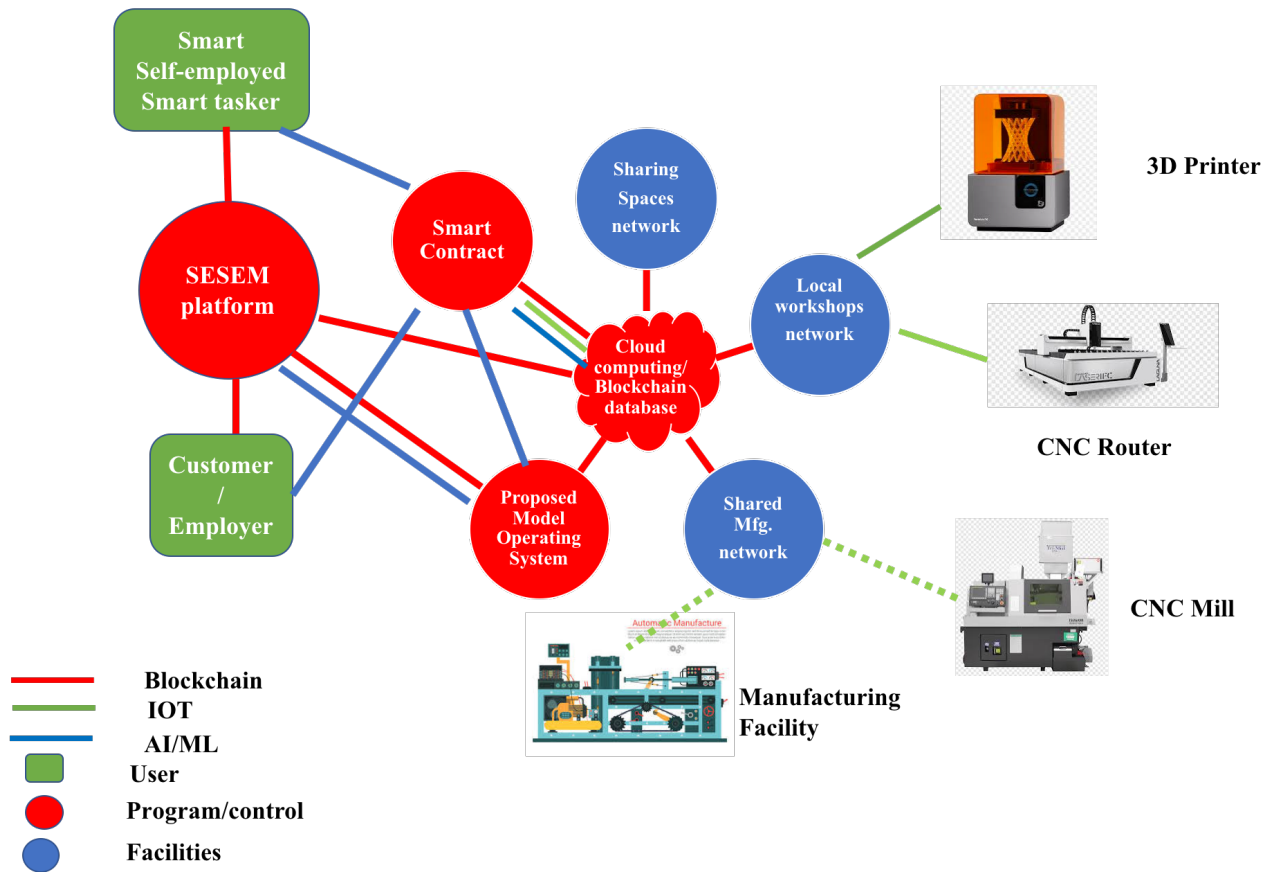 Smart
Self-employed
Smart tasker
Smart
Contract
Sharing
Spaces
network
3D Printer
SESEM
platform
Local
workshops
network
Cloud
computing/
Blockchain
database
CNC Router
Customer
/
Employer
Proposed
Model
Operating
System
Shared
Mfg.
network
CNC Mill
Automatic Manufacture
Manufacturing
Facility
Blockchain
IOT
AI/ML
User
Program/control
Facilities